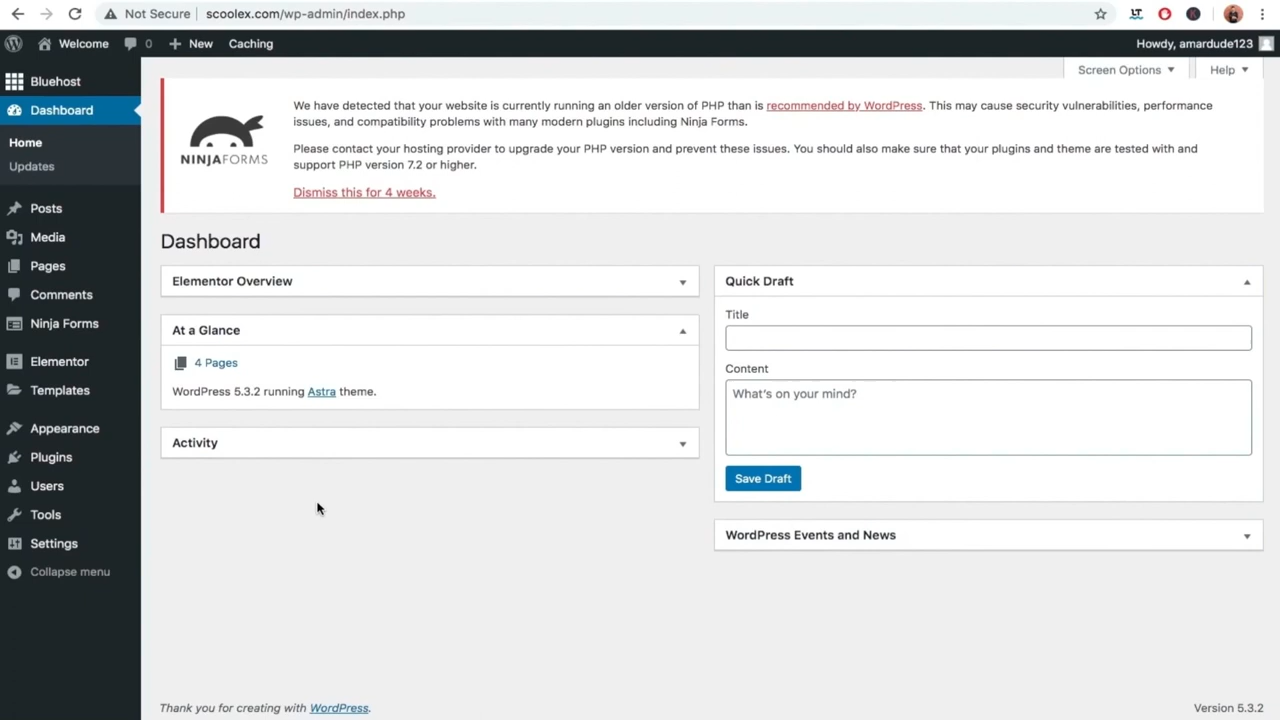 Not Secure
scoolex.com/wp-admin/index.php
Welcome
0
New
Caching
Howdy, amardude123
Bluehost
Dashboard
Home
Updates
Posts
Media
Pages
Comments
Ninja Forms
Elementor
Templates
Appearance
Plugins
Users
Tools
Settings
Collapse menu
Screen Options
Help
NINJAFORMS
We have detected that your website is currently running an older version of PHP than is recommended by WordPress. This may cause security vulnerabilities, performance
issues, and compatibility problems with many modern plugins including Ninja Forms.
Please contact your hosting provider to upgrade your PHP version and prevent these issues. You should also make sure that your plugins and theme are tested with and
support PHP version 7.2 or higher.
Dismiss this for 4 weeks.
Dashboard
Elementor Overview
At a Glance
4 Pages
WordPress 5.3.2 running Astra theme.
Activity
Quick Draft
Title
Content
What's on your mind?
Save Draft
WordPress Events and News
Thank you for creating with WordPress.
Version 5.3.2